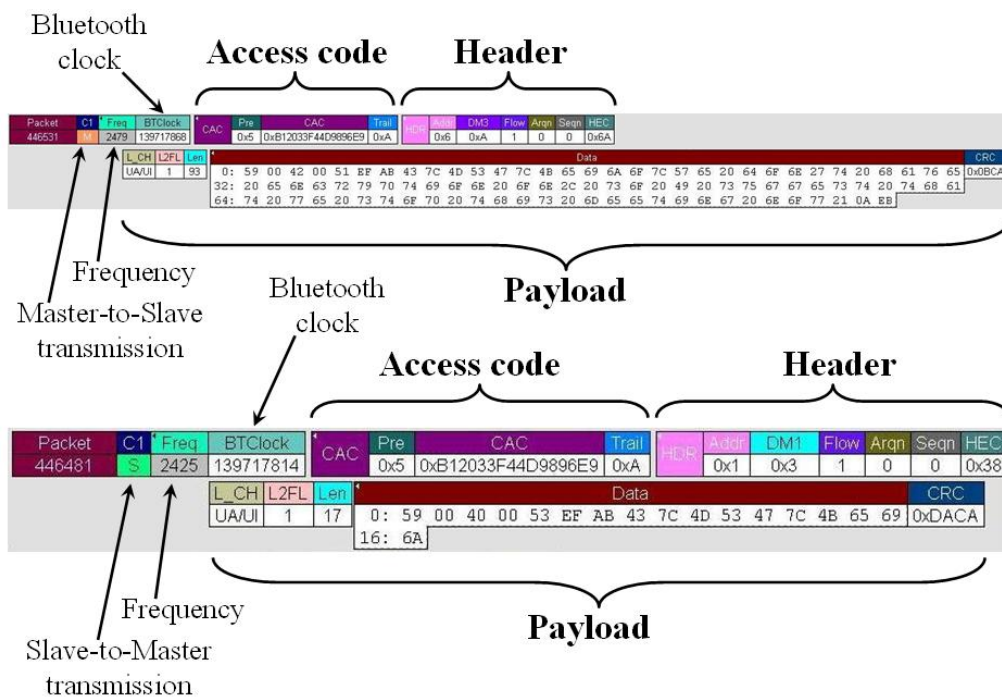 Bluetooth
clock
Access code
Header
Packet C1 Freq BTClock CAC Pre CAC Trail HDR Addr DM3 Flow Arqn Seqn HEC
446531 M 2479 139717868 0x5 0xB12033F44D9896E9 0xA 0x6 0xA 1 0 0 0x6A
L_CH L2FL Len Data CRC
UA/UI 1 93 0: 59 00 42 00 51 EF AB 43 7C 4D 53 47 7C 4B 65 69 6A 6F 7C 57 65 20 64 6F 6E 27 74 20 68 61 76 65 0x0BCA
32: 20 65 6E 63 72 79 70 74 69 6F 6E 2C 20 73 6F 20 49 20 73 75 67 67 65 73 74 20 74 68 61
64: 74 20 77 65 20 73 74 6F 70 20 74 68 69 73 20 6D 65 65 74 69 6E 67 20 6E 6F 77 21 0A EB
Frequency
Master-to-Slave
transmission
Payload
Bluetooth
clock
Access code
Header
Packet C1 Freq BTClock CAC Pre CAC Trail HDR Addr DM1 Flow Arqn Seqn HEC
446481 S 2425 139717814 0x5 0xB12033F44D9896E9 0xA 0x1 0x3 1 0 0 0x38
L_CH L2FL Len Data CRC
UA/UI 1 17 0: 59 00 40 00 53 EF AB 43 7C 4D 53 47 7C 4B 65 69 0xDACA
16: 6A
Frequency
Slave-to-Master
transmission
Payload